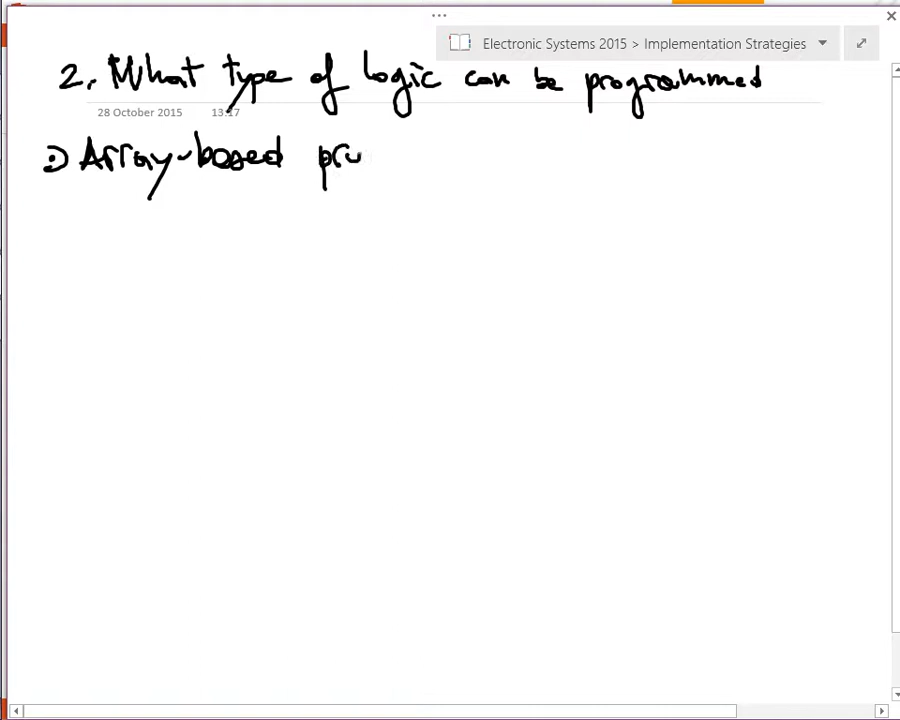 Electronic Systems 2015 > Implementation Strategies
2. What type of logic can be programmed
28 October 2015 13:17
Array-based pro